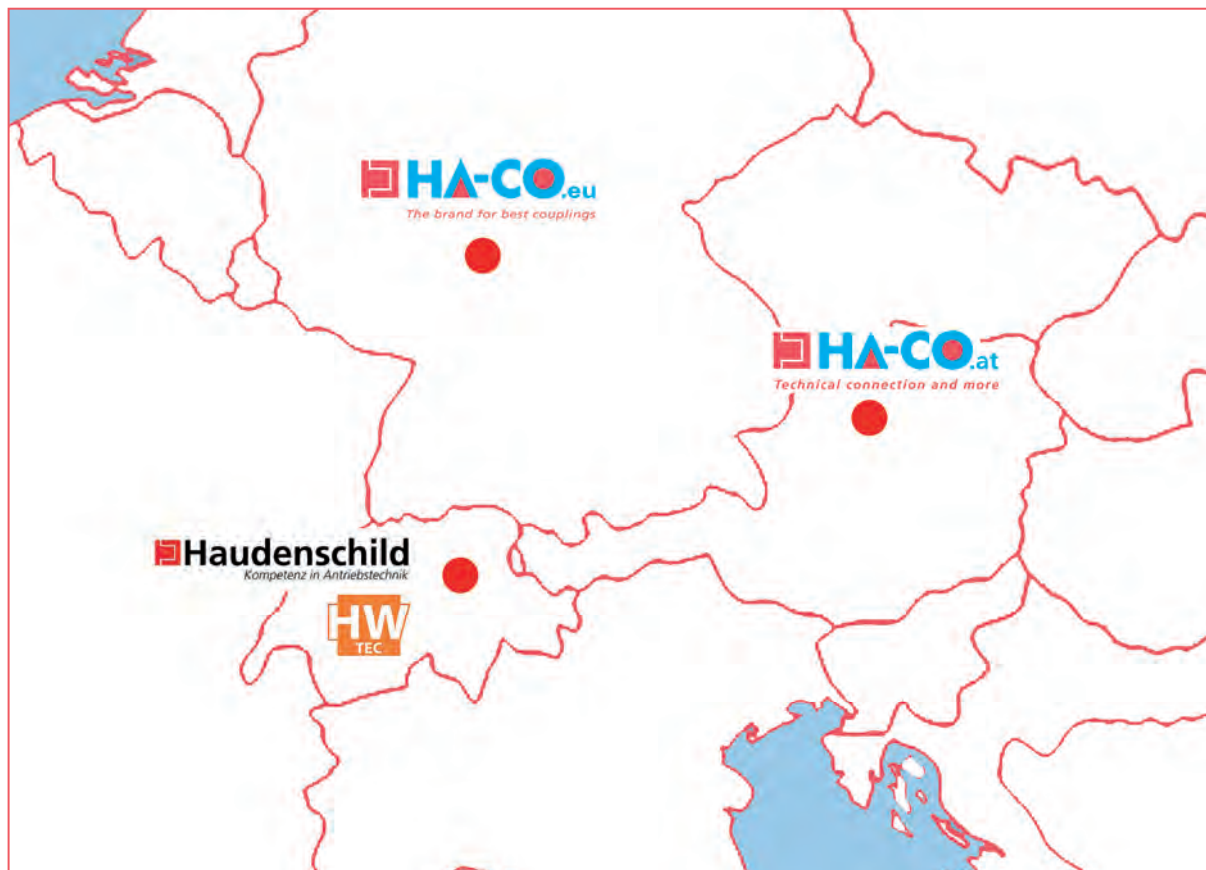 HA-CO.eu
The brand for best couplings
HA-CO.at
Technical connection and more
Haudenschild
Kompetenz in Antriebstechnik
HW
TEC